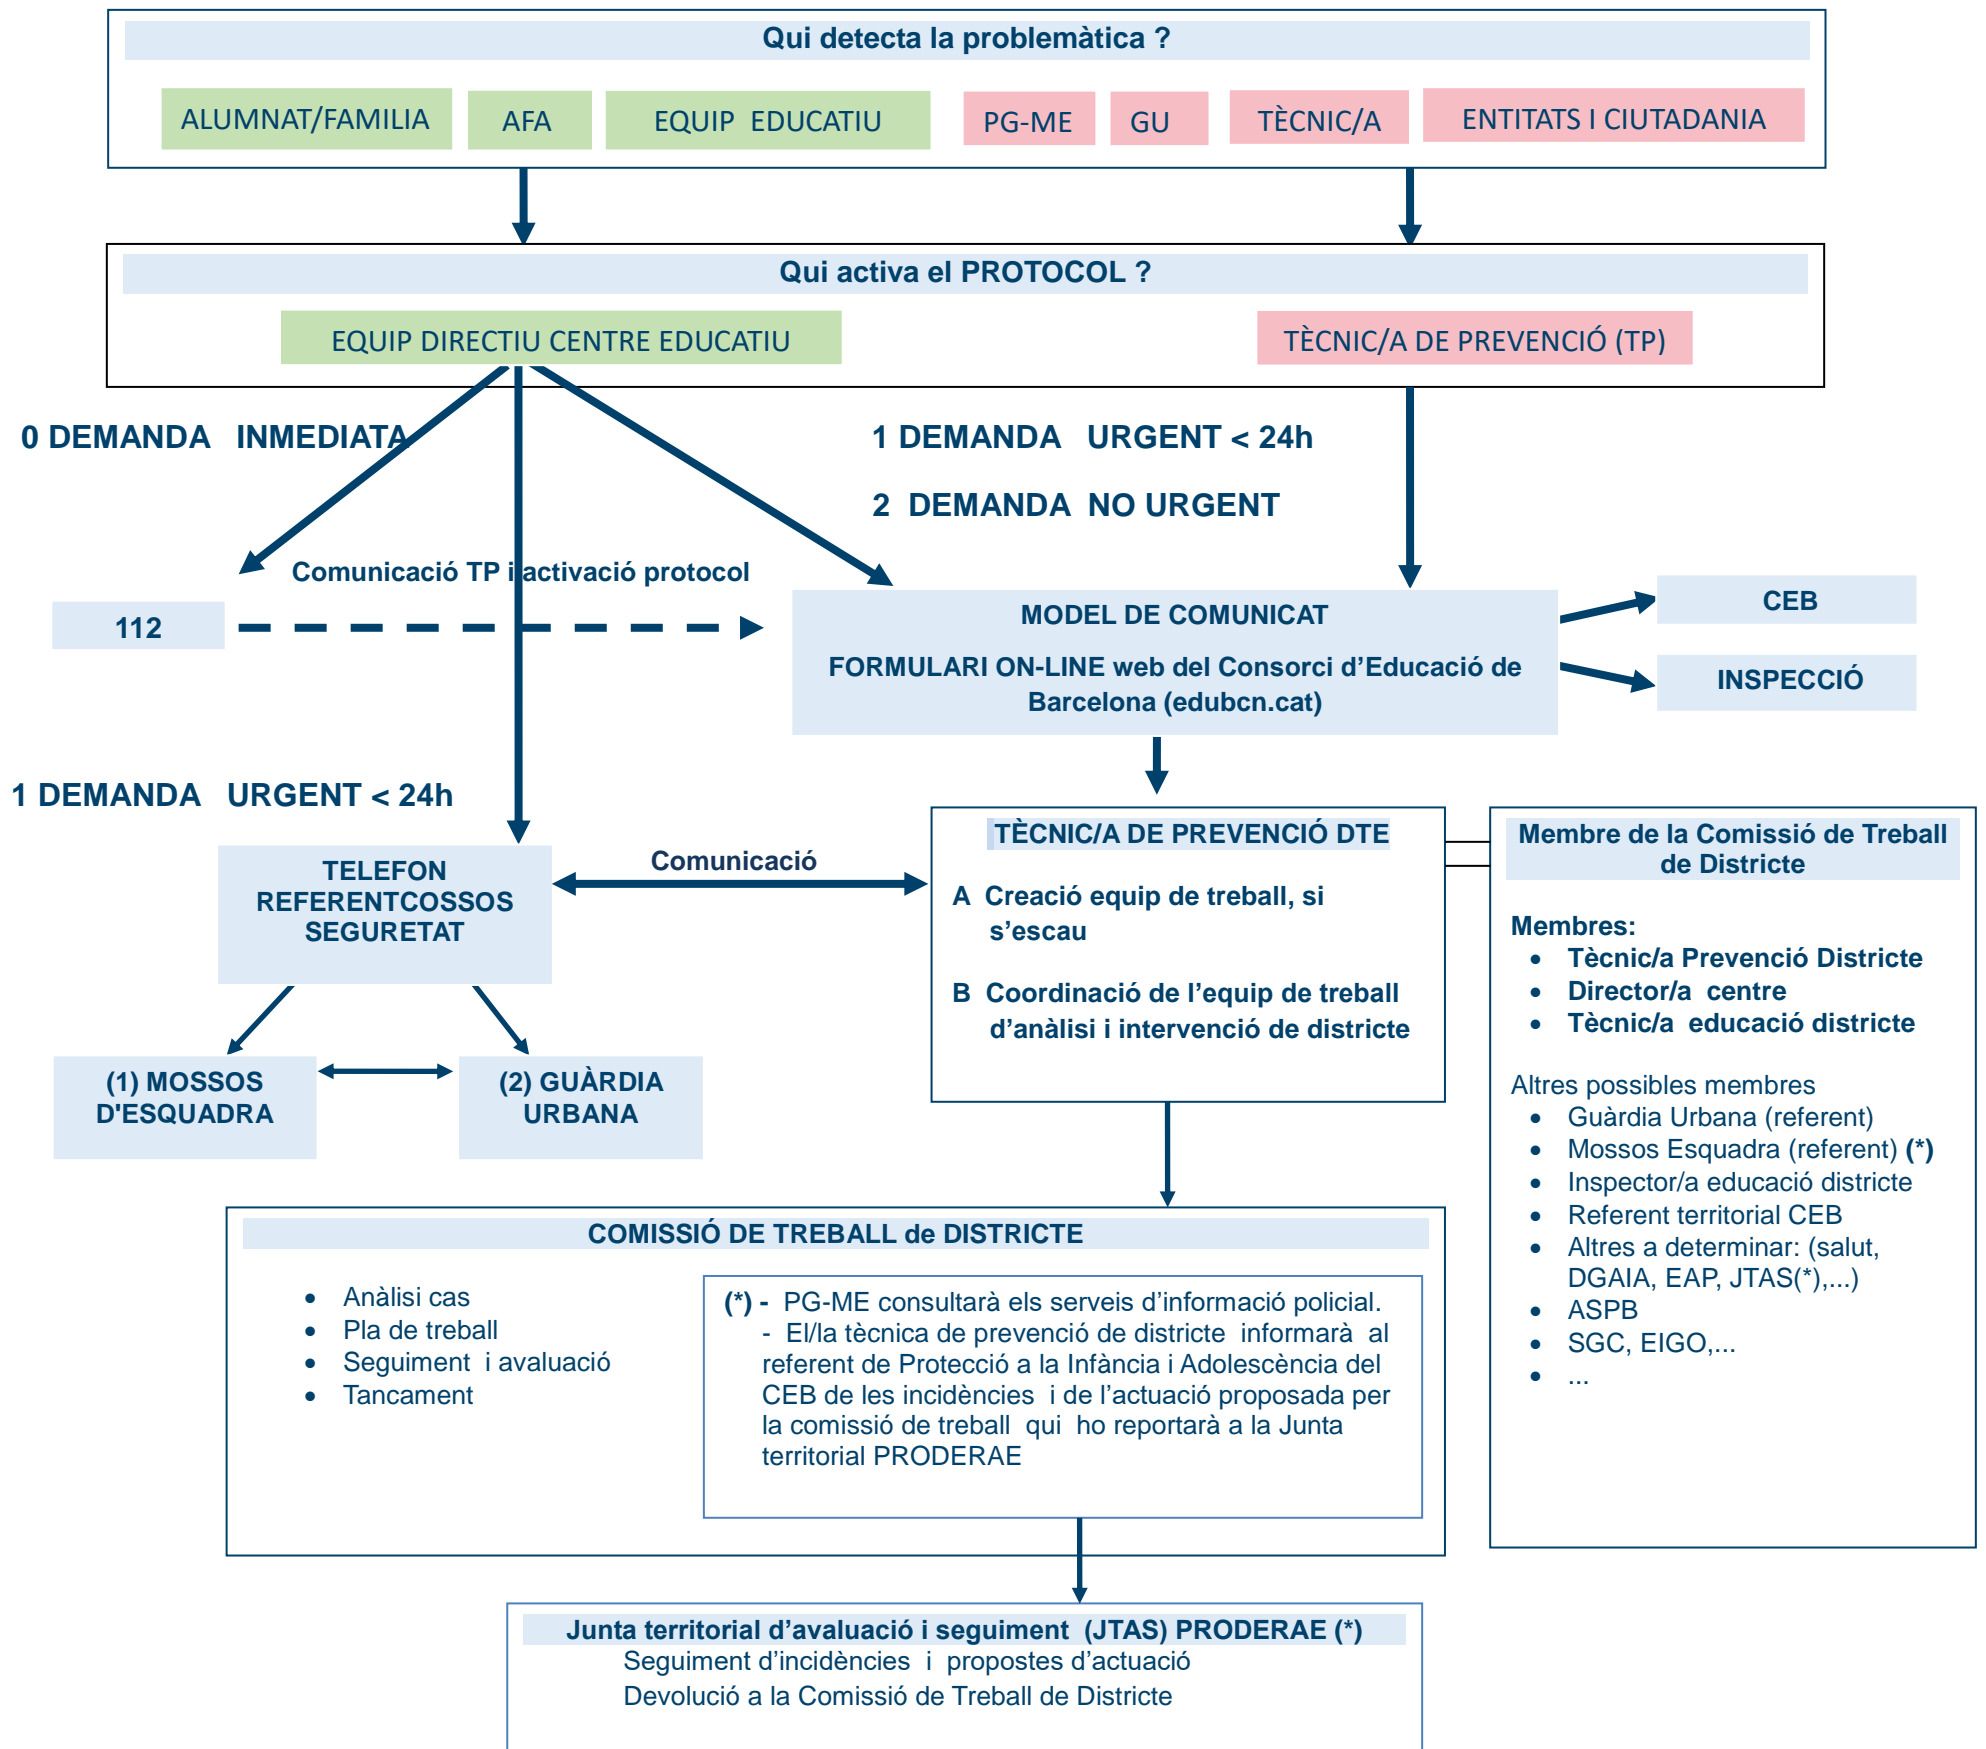 Qui detecta la problemàtica ?
ALUMNAT/FAMILIA
AFA
EQUIP EDUCATIU
PG-ME
GU
TÈCNIC/A
ENTITATS I CIUTADANIA
Qui activa el PROTOCOL ?
EQUIP DIRECTIU CENTRE EDUCATIU
TÈCNIC/A DE PREVENCIÓ (TP)
0 DEMANDA INMEDIATA
1 DEMANDA URGENT < 24h
2 DEMANDA NO URGENT
Comunicació TP i activació protocol
112
MODEL DE COMUNICAT
FORMULARI ON-LINE web del Consorci d’Educació de
Barcelona (edubcn.cat)
CEB
INSPECCIÓ
1 DEMANDA URGENT < 24h
TELEFON
REFERENTCOSSOS
SEGURETAT
Comunicació
(1) MOSSOS
D'ESQUADRA
(2) GUÀRDIA
URBANA
TÈCNIC/A DE PREVENCIÓ DTE
A Creació equip de treball, si
s’escau
B Coordinació de l’equip de treball
d’anàlisi i intervenció de districte
Membre de la Comissió de Treball
de Districte
Membres:
• Tècnic/a Prevenció Districte
• Director/a centre
• Tècnic/a educació districte
Altres possibles membres
• Guàrdia Urbana (referent)
• Mossos Esquadra (referent) (*)
• Inspector/a educació districte
• Referent territorial CEB
• Altres a determinar: (salut,
DGAIA, EAP, JTAS(*),...)
• ASPB
• SGC, EIGO,...
• ...
COMISSIÓ DE TREBALL de DISTRICTE
• Anàlisi cas
• Pla de treball
• Seguiment i avaluació
• Tancament
(*) - PG-ME consultarà els serveis d’informació policial.
- El/la tècnica de prevenció de districte informarà al
referent de Protecció a la Infància i Adolescència del
CEB de les incidències i de l’actuació proposada per
la comissió de treball qui ho reportarà a la Junta
territorial PRODERAE
Junta territorial d’avaluació i seguiment (JTAS) PRODERAE (*)
Seguiment d’incidències i propostes d’actuació
Devolució a la Comissió de Treball de Districte